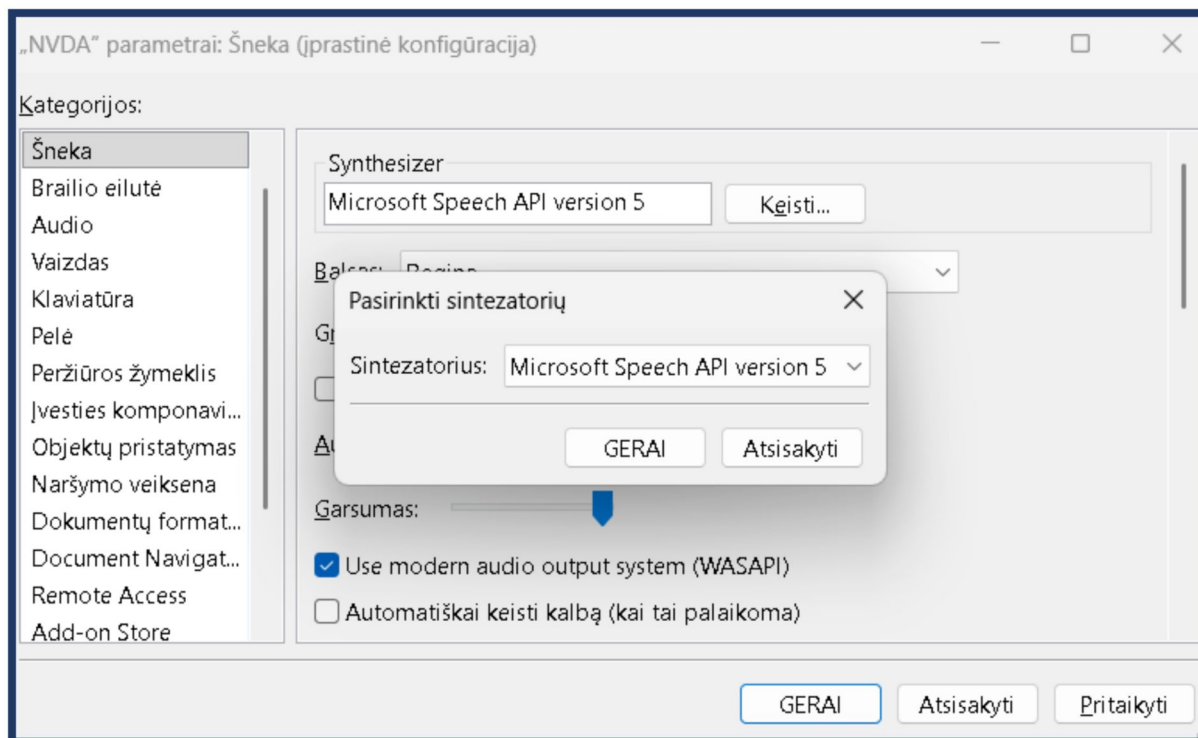 „NVDA“ parametrai: Šneka (įprastinė konfigūracija)
Kategorijos:
Šneka
Brailio eilutė
Audio
Vaizdas
Klaviatūra
Pelė
Peržiūros žymeklis
Įvesties komponavi...
Objektų pristatymas
Naršymo veiksena
Dokumentų format...
Document Navigat...
Remote Access
Add-on Store
Synthesizer
Microsoft Speech API version 5
Keisti...
Balsas: Regina
Pasirinkti sintezatorių
Sintezatorius: Microsoft Speech API version 5
GERAI Atsisakyti
Garsumas:
Use modern audio output system (WASAPI)
Automatiškai keisti kalbą (kai tai palaikoma)
GERAI Atsisakyti Pritaikyti